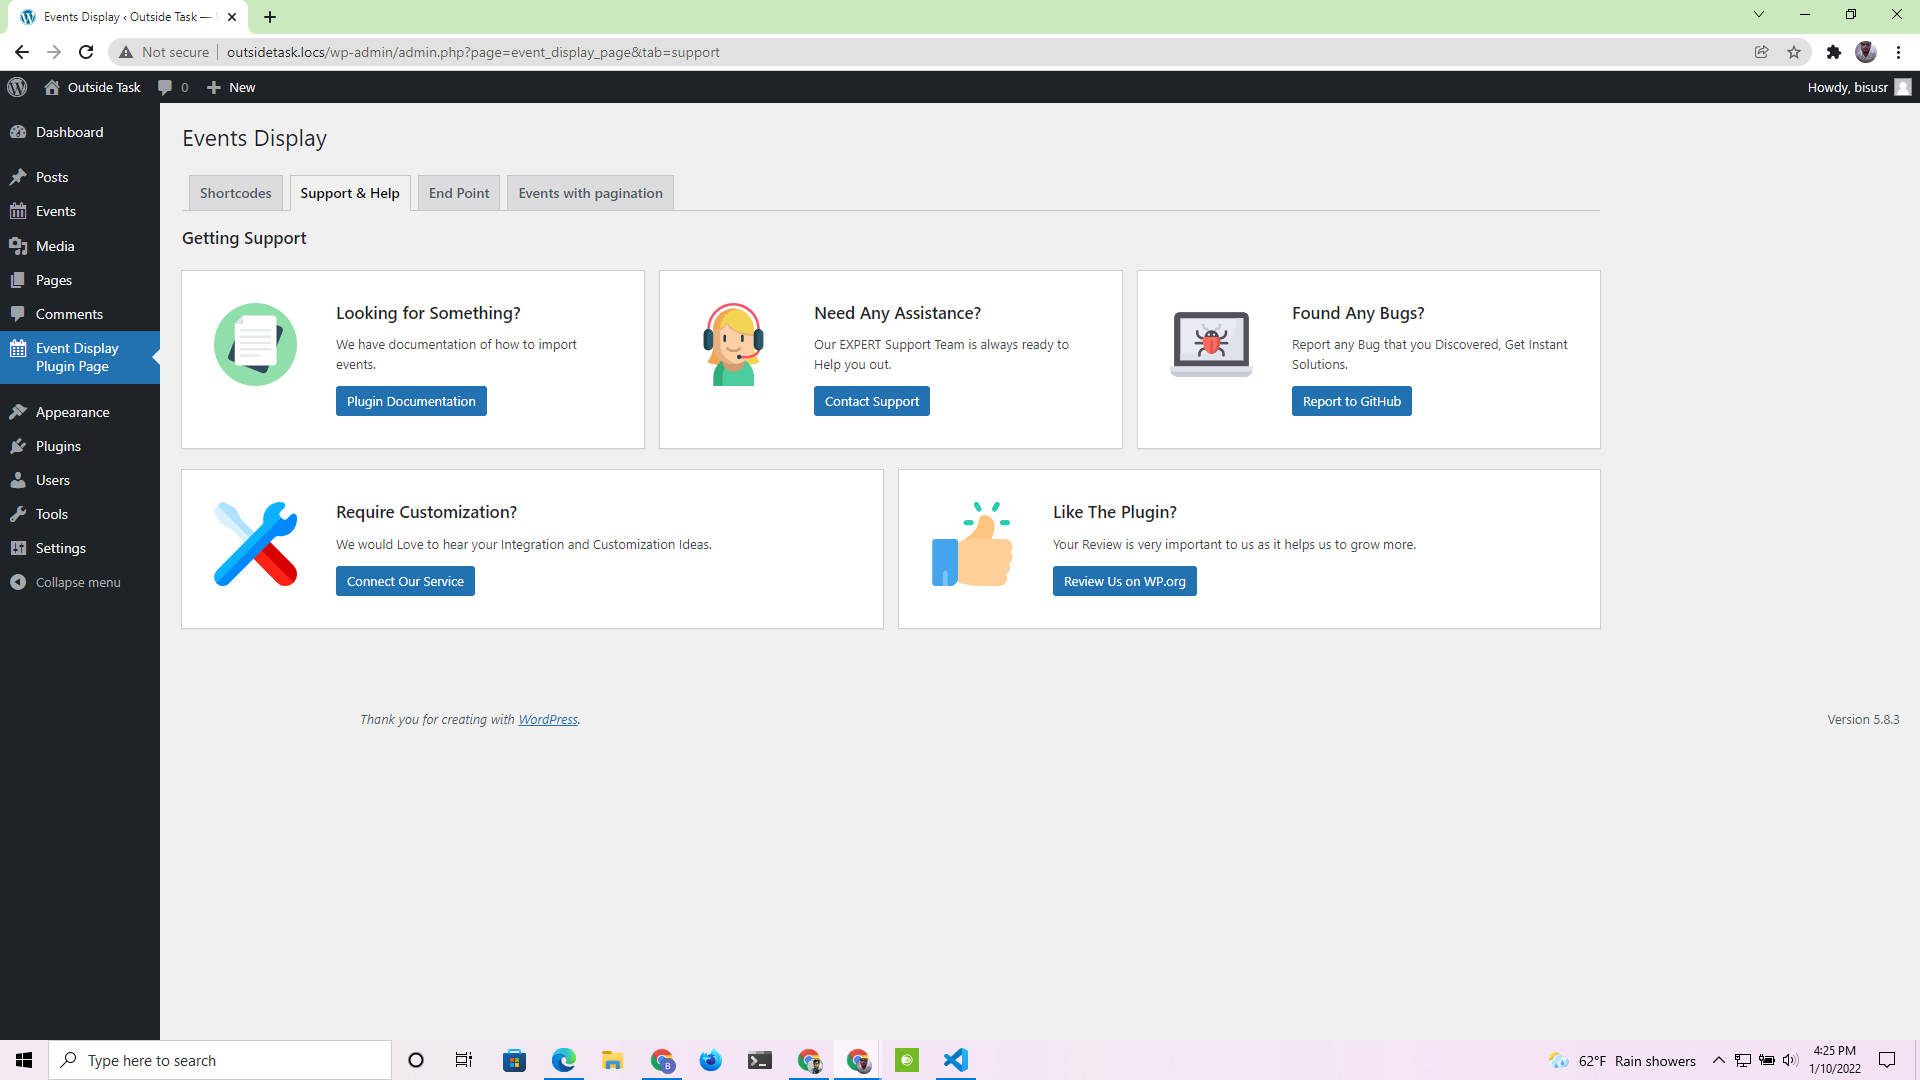 Events Display ‹ Outside Task —
Not secure
outsidetask.locs/wp-admin/admin.php?page=event_display_page&tab=support
Outside Task
0
New
Howdy, bisusr
Dashboard
Posts
Events
Media
Pages
Comments
Event Display
Plugin Page
Appearance
Plugins
Users
Tools
Settings
Collapse menu
Events Display
Shortcodes
Support & Help
End Point
Events with pagination
Getting Support
Looking for Something?
We have documentation of how to import
events.
Plugin Documentation
Need Any Assistance?
Our EXPERT Support Team is always ready to
Help you out.
Contact Support
Found Any Bugs?
Report any Bug that you Discovered, Get Instant
Solutions.
Report to GitHub
Require Customization?
We would Love to hear your Integration and Customization Ideas.
Connect Our Service
Like The Plugin?
Your Review is very important to us as it helps us to grow more.
Review Us on WP.org
Thank you for creating with WordPress.
Version 5.8.3
Type here to search
B
62°F Rain showers
4:25 PM
1/10/2022